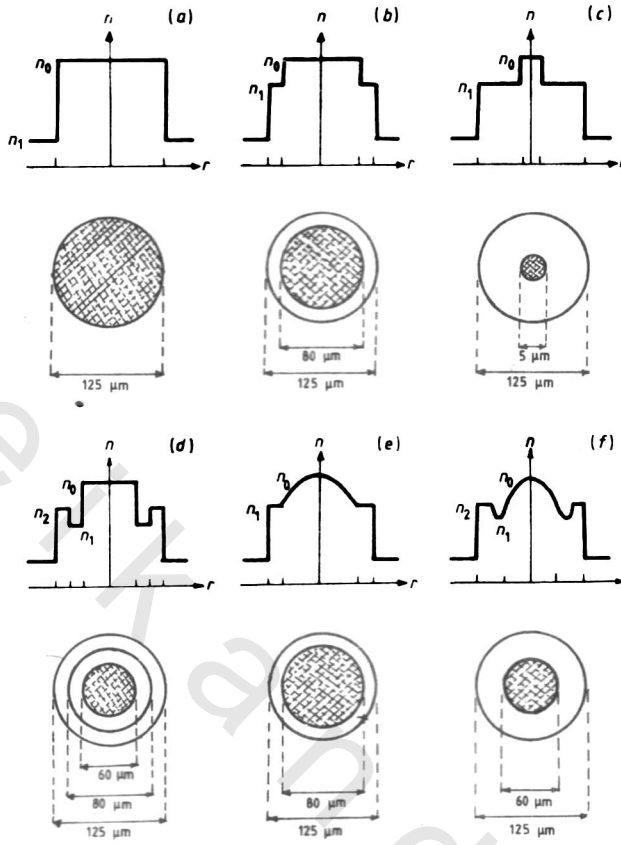 n (a) n (b) n (c)
n₀ n₀ n₀
n₁ n₁
n₁
r r r
80 µm 5 µm
125 µm 125 µm 125 µm
n (d) n (e) n (f)
n₀ n₀ n₀
n₂ n₁ n₂
n₁ n₁
r r r
60 µm 80 µm 60 µm
80 µm
125 µm 125 µm 125 µm